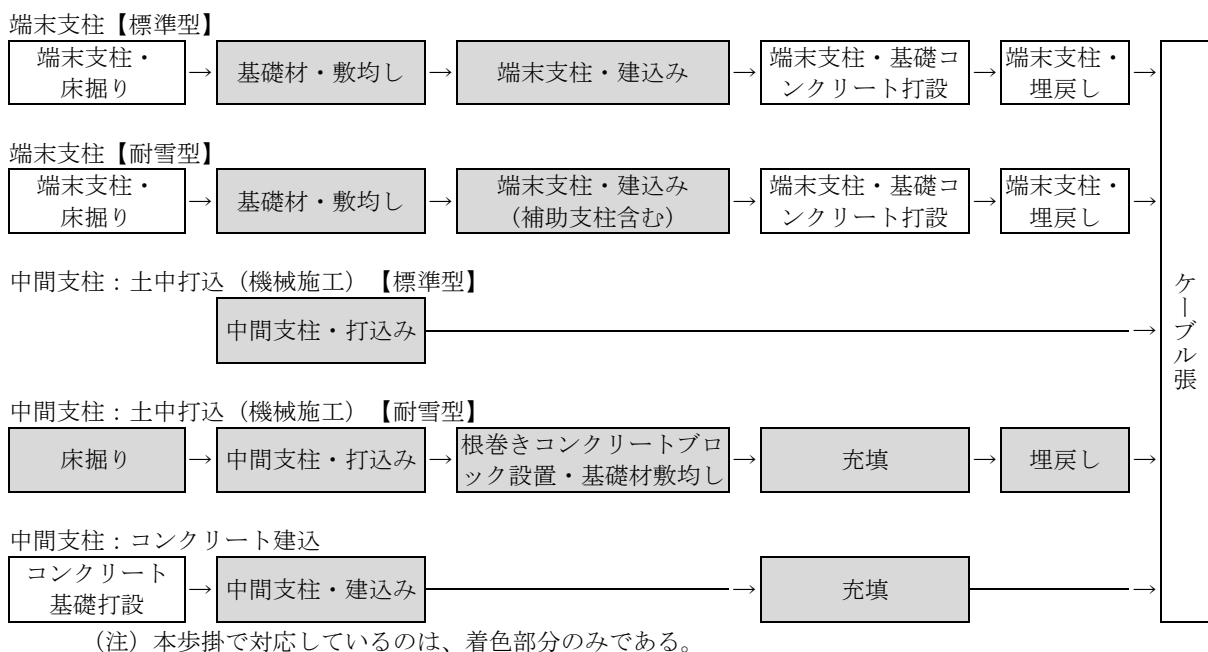 端末支柱【標準型】
端末支柱・
床掘り
→
基礎材・敷均し
→
端末支柱・建込み
→
端末支柱・基礎コ
ンクリート打設
→
端末支柱・
埋戻し
→
端末支柱【耐雪型】
端末支柱・
床掘り
→
基礎材・敷均し
→
端末支柱・建込み
（補助支柱含む）
→
端末支柱・基礎コ
ンクリート打設
→
端末支柱・
埋戻し
→
中間支柱：土中打込（機械施工）【標準型】
中間支柱・打込み
→
中間支柱：土中打込（機械施工）【耐雪型】
床掘り
→
中間支柱・打込み
→
根巻きコンクリートブロ
ック設置・基礎材敷均し
→
充填
→
埋戻し
→
中間支柱：コンクリート建込
コンクリート
基礎打設
→
中間支柱・建込み
→
充填
→
ケーブル張
（注）本歩掛で対応しているのは、着色部分のみである。